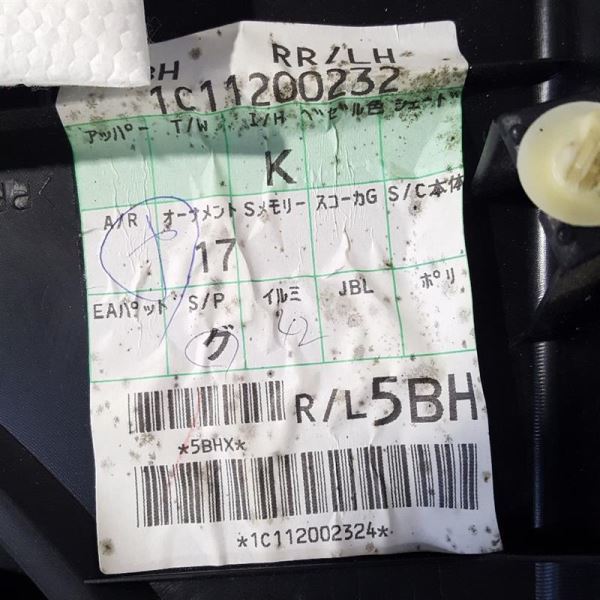 BH RR/LH
1C11200232
アッパー T/W I/H ベゼル色 シェード
K
A/R オーナメント Sメモリー スコーカG S/C本体
17
EAパッド S/P イルミ JBL ポリ
グ
R/L5BH
*5BHX*
*1C112002324*